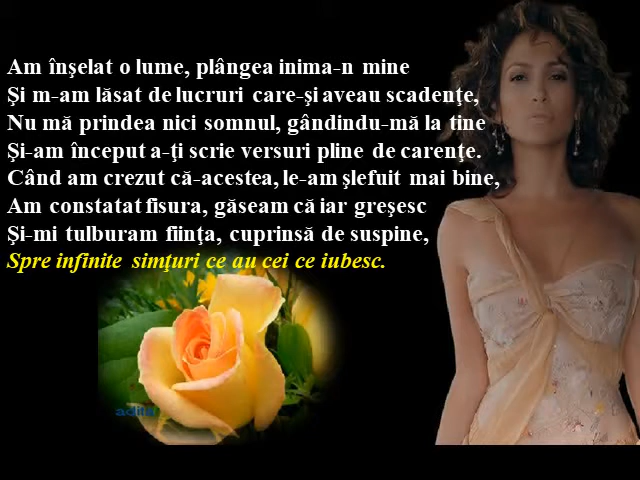 Am înşelat o lume, plângea inima-n mine
Şi m-am lăsat de lucruri care-şi aveau scadenţe,
Nu mă prindea nici somnul, gândindu-mă la tine
Şi-am început a-ţi scrie versuri pline de carenţe.
Când am crezut că-acestea, le-am şlefuit mai bine,
Am constatat fisura, găseam că iar greşesc
Şi-mi tulburam fiinţa, cuprinsă de suspine,
Spre infinite simţuri ce au cei ce iubesc.
adita